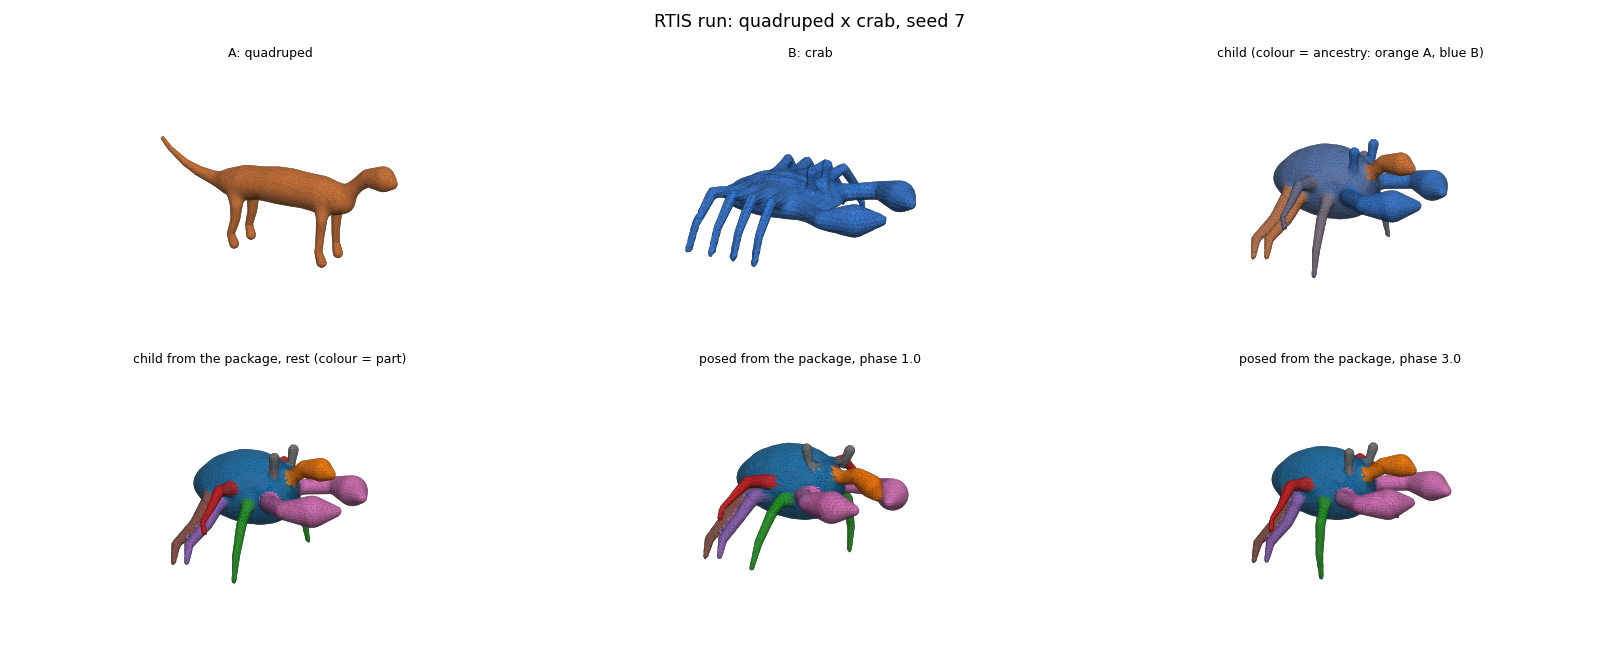 RTIS run: quadruped x crab, seed 7
A: quadruped
B: crab
child (colour = ancestry: orange A, blue B)
child from the package, rest (colour = part)
posed from the package, phase 1.0
posed from the package, phase 3.0